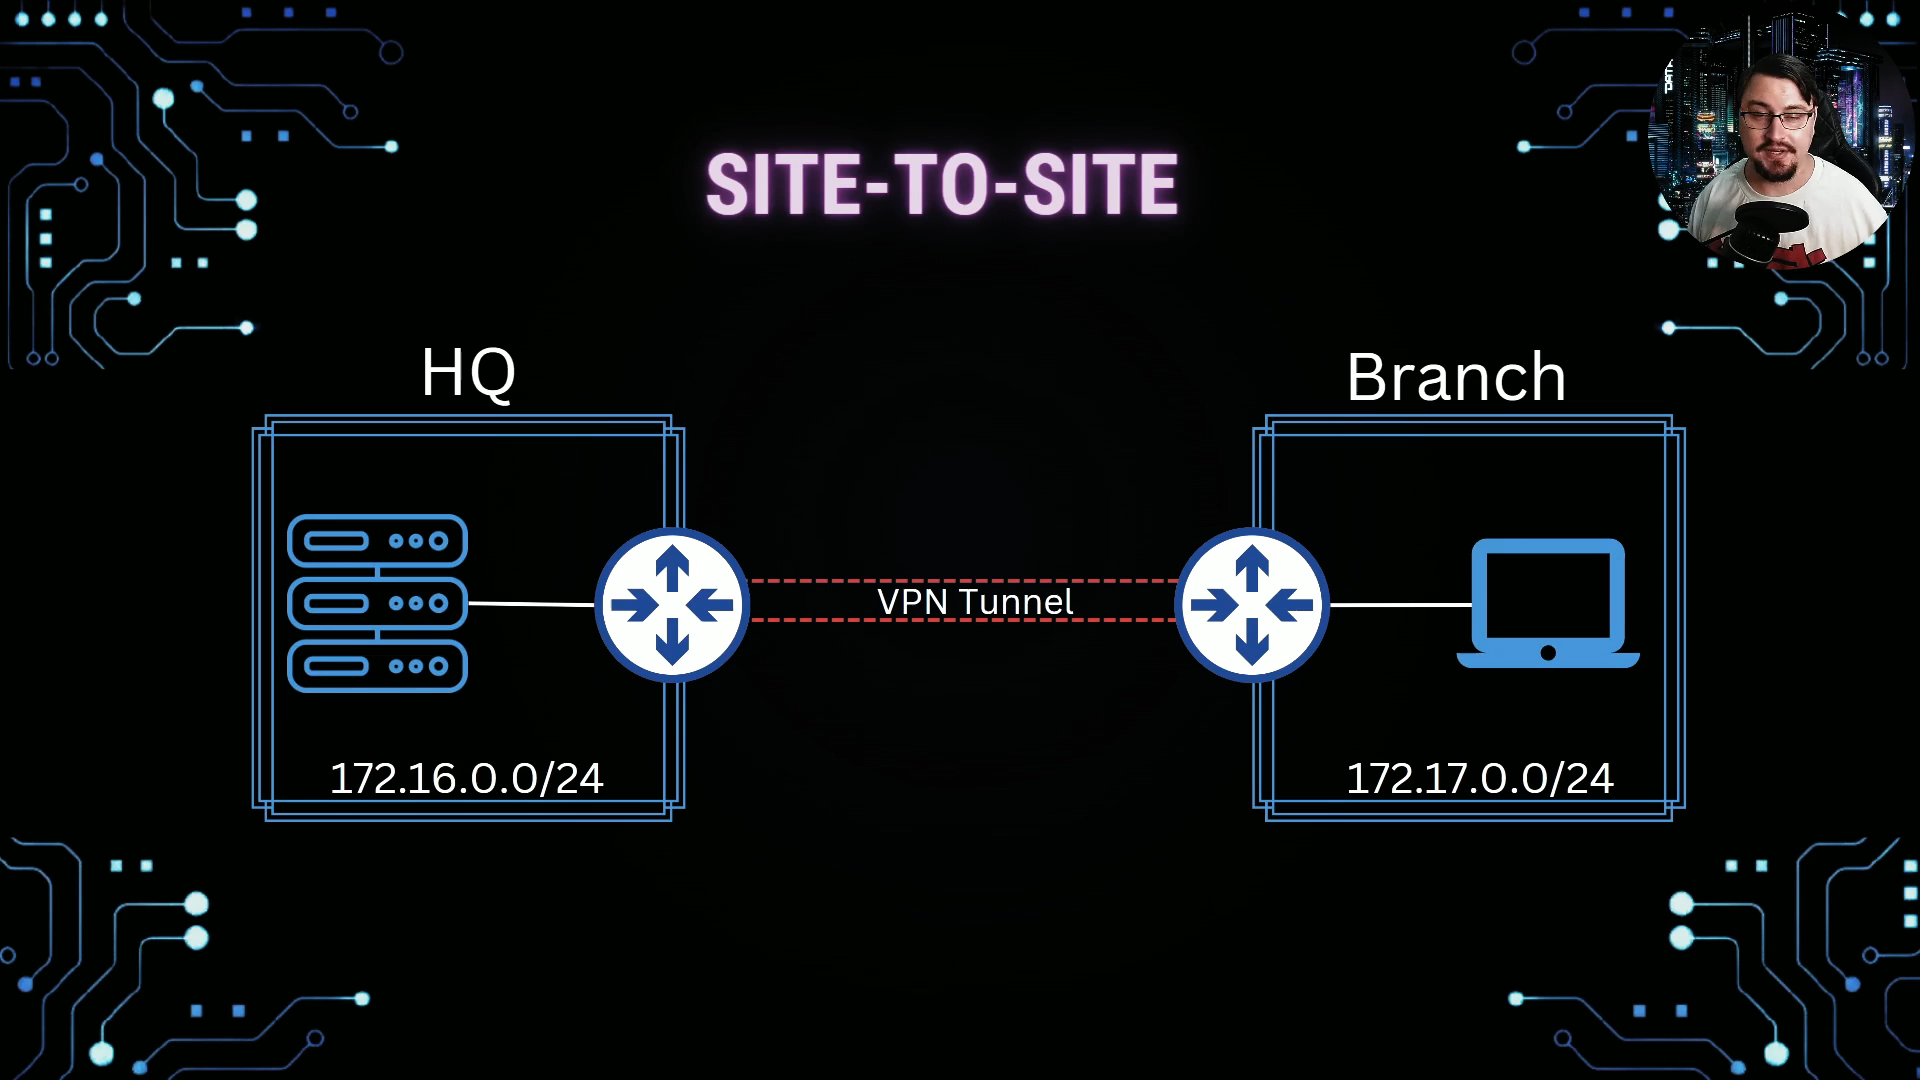 SITE-TO-SITE
HQ
Branch
VPN Tunnel
172.16.0.0/24
172.17.0.0/24